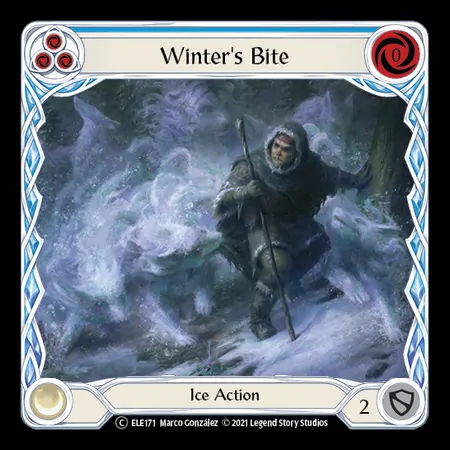 Winter's Bite
0
Ice Action
2
C ELE171 Marco González © 2021 Legend Story Studios